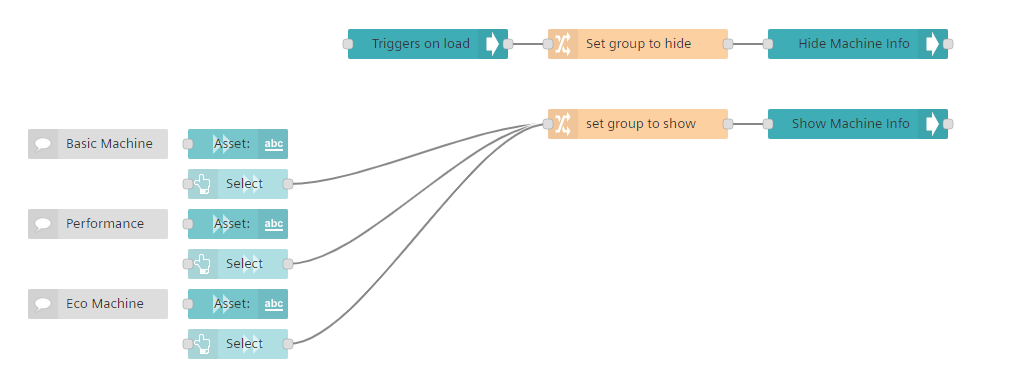 Triggers on load
Set group to hide
Hide Machine Info
set group to show
Show Machine Info
Basic Machine
Asset:
abc
Select
Performance
Asset:
abc
Select
Eco Machine
Asset:
abc
Select